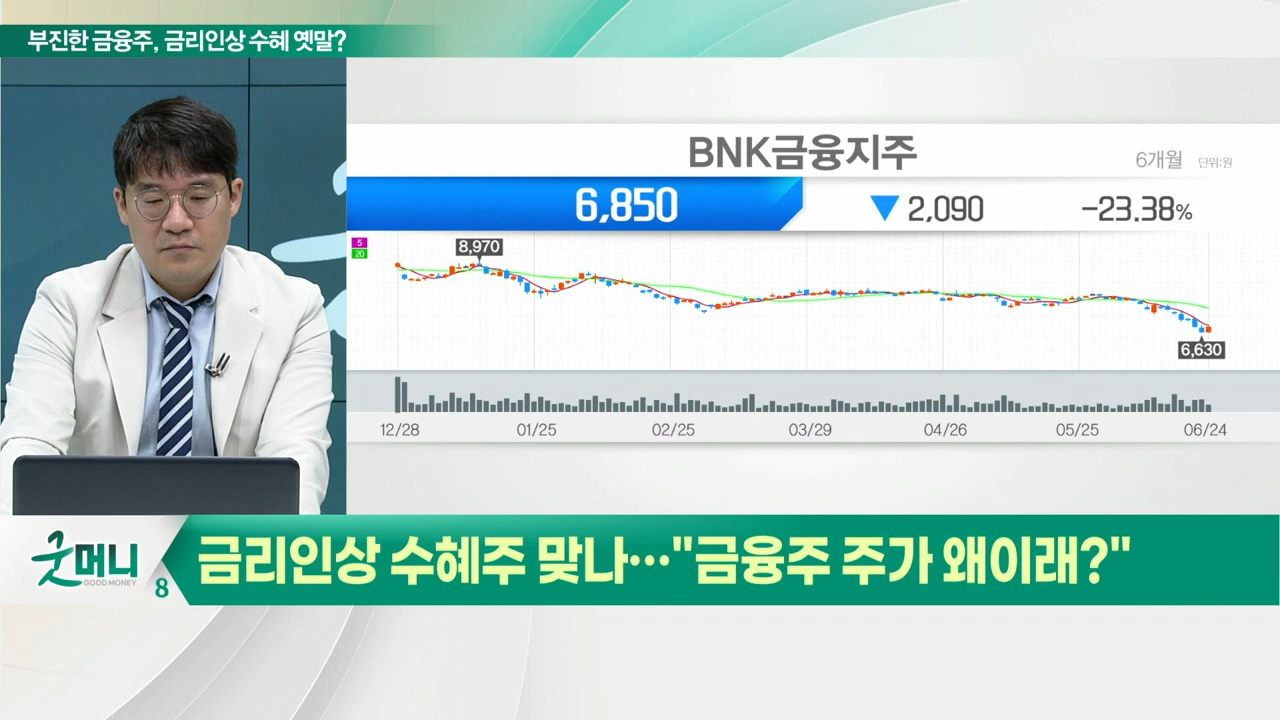 부진한 금융주, 금리인상 수혜 옛말?
BNK금융지주
6개월 단위:원
6,850 ▼ 2,090 -23.38%
5
20
8,970
6,630
12/28 01/25 02/25 03/29 04/26 05/25 06/24
굿머니
GOOD MONEY
8
금리인상 수혜주 맞나…"금융주 주가 왜이래?"